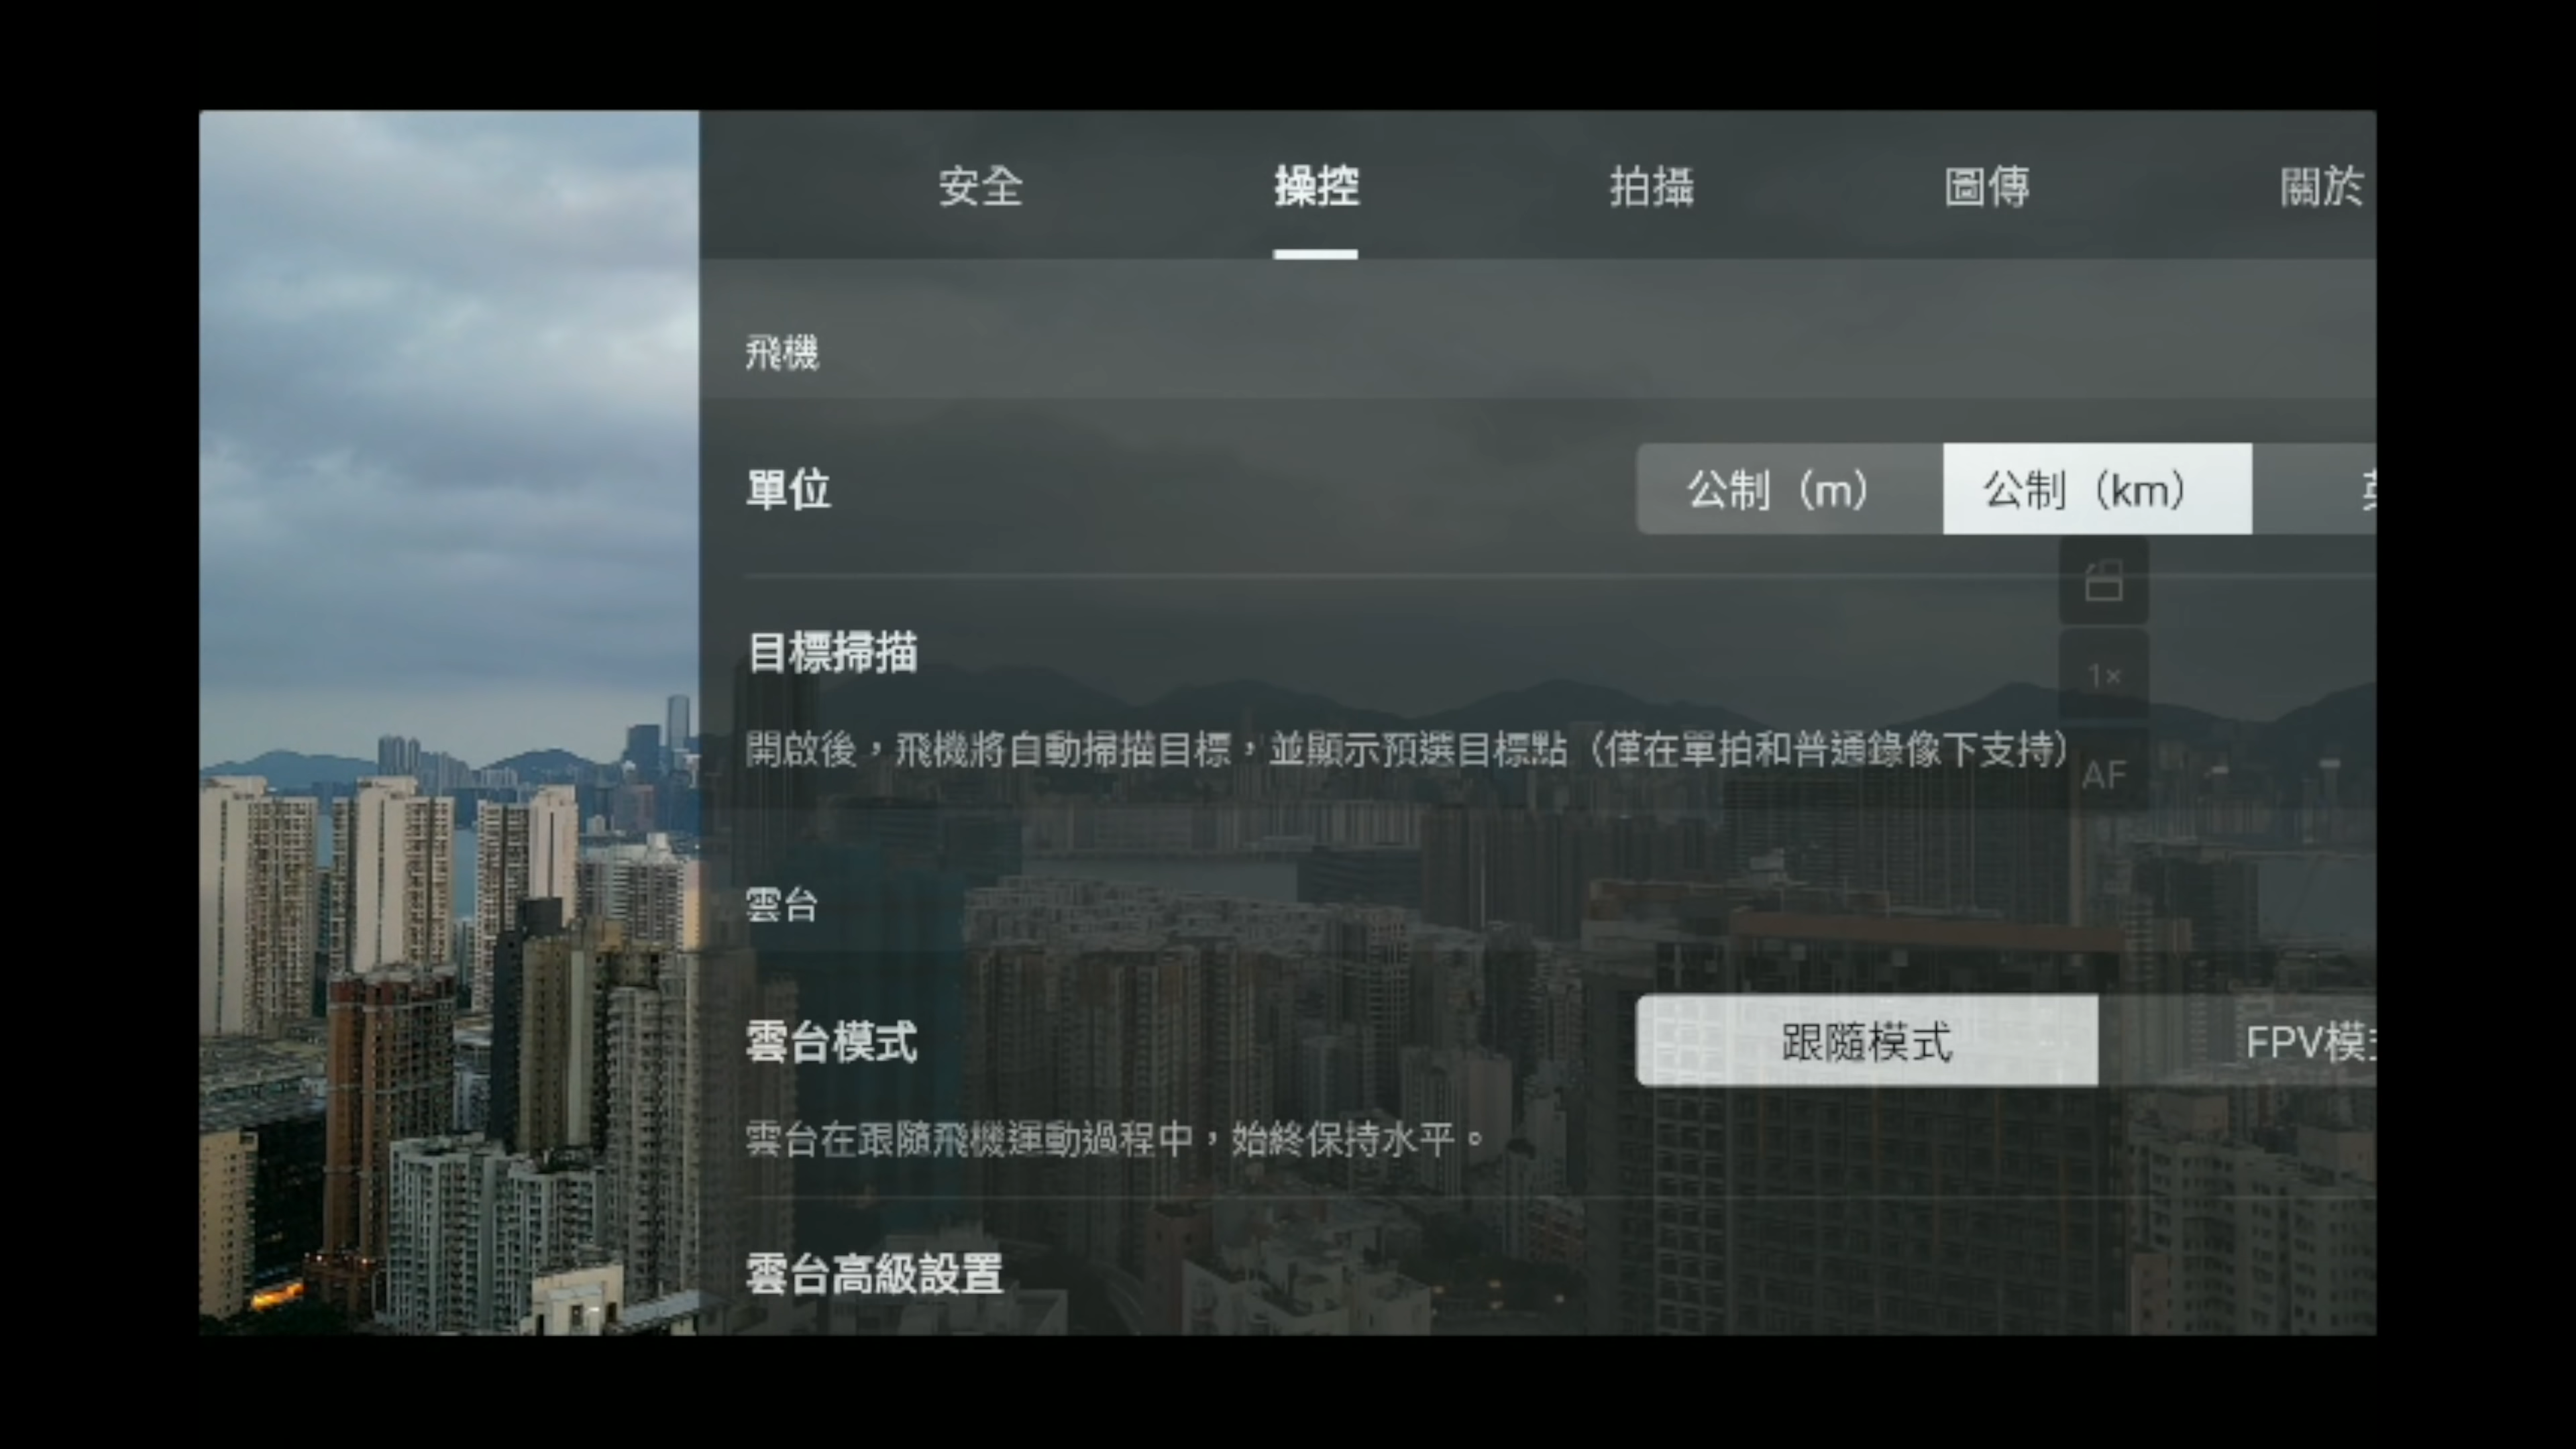 安全 操控 拍攝 圖傳 關於
飛機
單位 公制（m） 公制（km）
1×
目標掃描
開啟後，飛機將自動掃描目標，並顯示預選目標點（僅在單拍和普通錄像下支持）
AF
雲台
雲台模式 跟隨模式 FPV模
雲台在跟隨飛機運動過程中，始終保持水平。
雲台高級設置